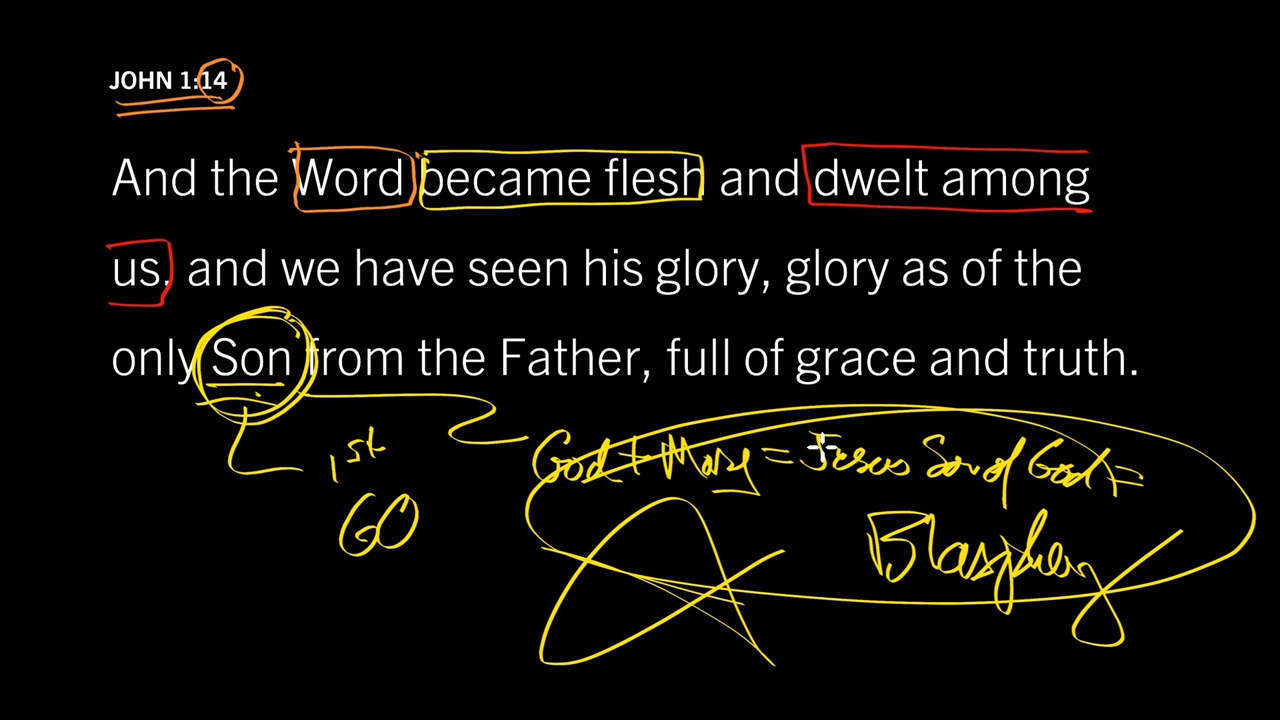 JOHN 1:14
And the Word became flesh and dwelt among
us, and we have seen his glory, glory as of the
only Son from the Father, full of grace and truth.
God + Mary = Jesus Son of God =
1st
60
Blasphemy